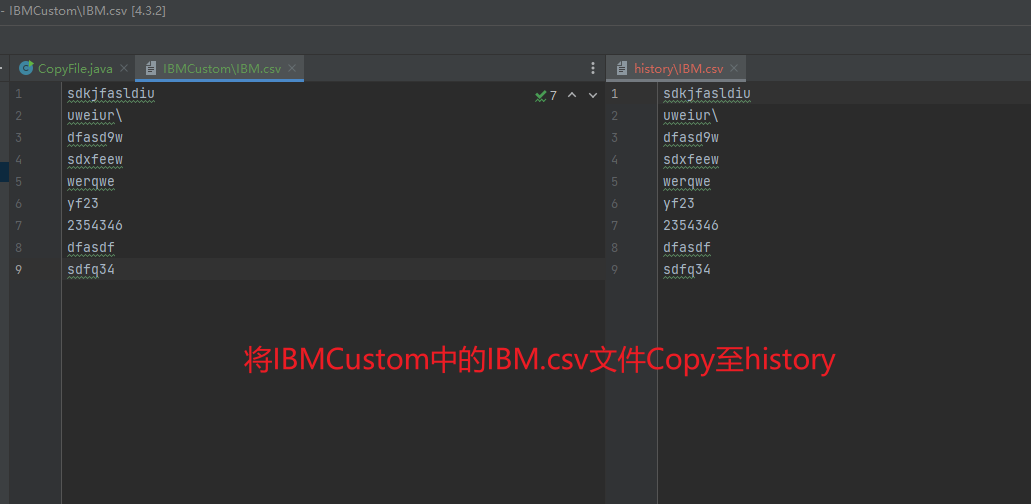 - IBMCustom\IBM.csv [4.3.2]
CopyFile.java
IBMCustom\IBM.csv
history\IBM.csv
7
1 sdkjfasldiu
2 uweiur\
3 dfasd9w
4 sdxfeew
5 werqwe
6 yf23
7 2354346
8 dfasdf
9 sdfq34
1 sdkjfasldiu
2 uweiur\
3 dfasd9w
4 sdxfeew
5 werqwe
6 yf23
7 2354346
8 dfasdf
9 sdfq34
将IBMCustom中的IBM.csv文件Copy至history